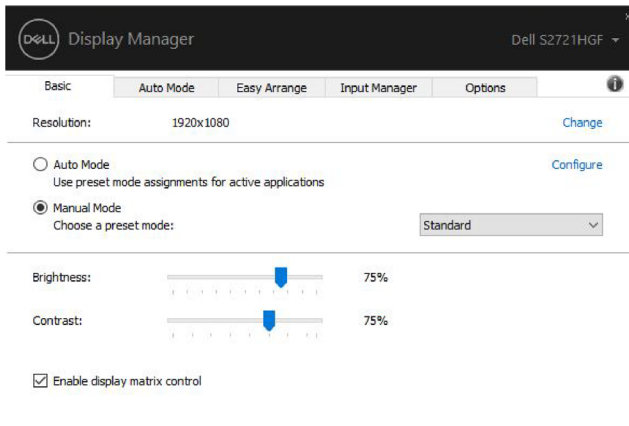 DELL Display Manager
Dell S2721HGF
Basic Auto Mode Easy Arrange Input Manager Options
Resolution: 1920x1080 Change
Auto Mode Configure
Use preset mode assignments for active applications
Manual Mode
Choose a preset mode: Standard
Brightness: 75%
Contrast: 75%
Enable display matrix control